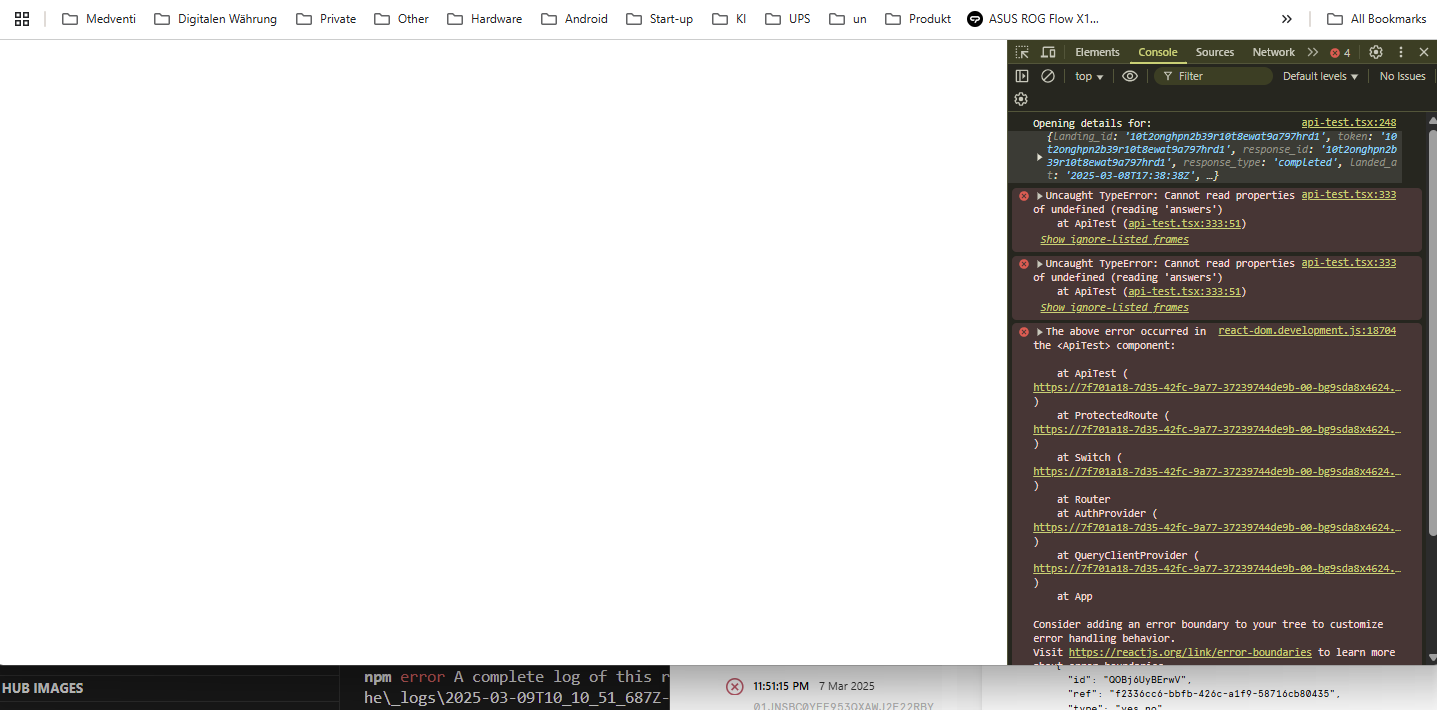 Medventi Digitalen Währung Private Other Hardware Android Start-up KI UPS un Produkt ASUS ROG Flow X1... » All Bookmarks
Elements Console Sources Network » 4
top Filter Default levels No Issues
Opening details for: api-test.tsx:248
{landing_id: '10t2onghpn2b39r10t8ewat9a797hrd1', token: '10
t2onghpn2b39r10t8ewat9a797hrd1', response_id: '10t2onghpn2b
39r10t8ewat9a797hrd1', response_type: 'completed', landed_a
t: '2025-03-08T17:38:38Z', …}
Uncaught TypeError: Cannot read properties api-test.tsx:333
of undefined (reading 'answers')
at ApiTest (api-test.tsx:333:51)
Show ignore-listed frames
Uncaught TypeError: Cannot read properties api-test.tsx:333
of undefined (reading 'answers')
at ApiTest (api-test.tsx:333:51)
Show ignore-listed frames
The above error occurred in react-dom.development.js:18704
the <ApiTest> component:
at ApiTest (
https://7f701a18-7d35-42fc-9a77-37239744de9b-00-bg9sda8x4624.…
)
at ProtectedRoute (
https://7f701a18-7d35-42fc-9a77-37239744de9b-00-bg9sda8x4624.…
)
at Switch (
https://7f701a18-7d35-42fc-9a77-37239744de9b-00-bg9sda8x4624.…
)
at Router
at AuthProvider (
https://7f701a18-7d35-42fc-9a77-37239744de9b-00-bg9sda8x4624.…
)
at QueryClientProvider (
https://7f701a18-7d35-42fc-9a77-37239744de9b-00-bg9sda8x4624.…
)
at App
Consider adding an error boundary to your tree to customize
error handling behavior.
Visit https://reactjs.org/link/error-boundaries to learn more
about error boundaries.
HUB IMAGES
npm error A complete log of this r
he\_logs\2025-03-09T10_10_51_687Z-
11:51:15 PM 7 Mar 2025
{
"id": "QOBj6UyBErwV",
"ref": "f2336cc6-bbfb-426c-a1f9-58716cb80435",
"type": "yes_no"